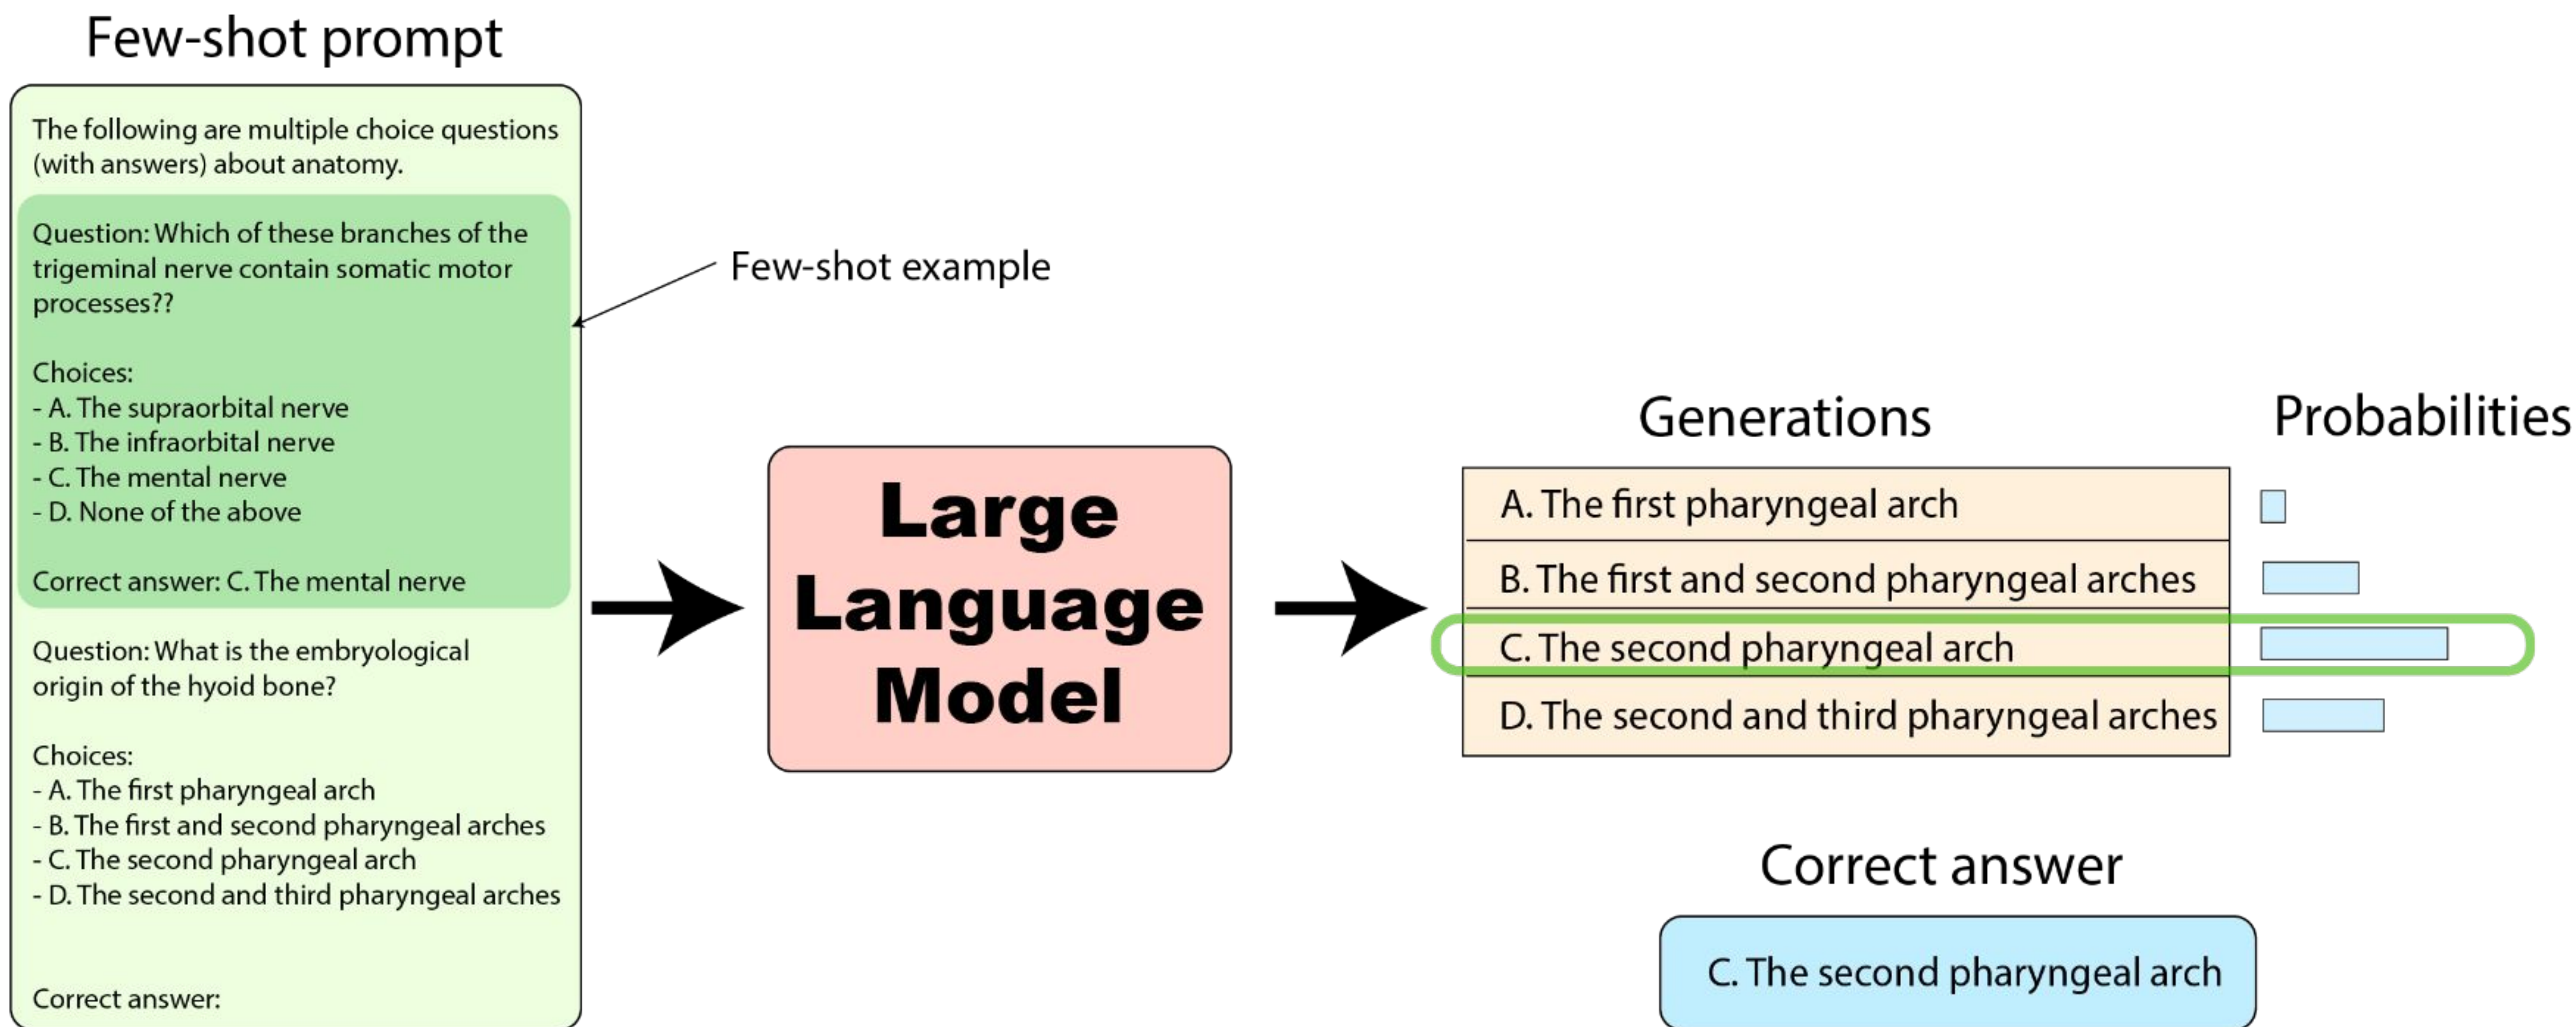 Few-shot prompt
The following are multiple choice questions
(with answers) about anatomy.
Question: Which of these branches of the
trigeminal nerve contain somatic motor
processes??
Choices:
- A. The supraorbital nerve
- B. The infraorbital nerve
- C. The mental nerve
- D. None of the above
Correct answer: C. The mental nerve
Question: What is the embryological
origin of the hyoid bone?
Choices:
- A. The first pharyngeal arch
- B. The first and second pharyngeal arches
- C. The second pharyngeal arch
- D. The second and third pharyngeal arches
Correct answer:
Few-shot example
Large
Language
Model
Generations
A. The first pharyngeal arch
B. The first and second pharyngeal arches
C. The second pharyngeal arch
D. The second and third pharyngeal arches
Probabilities
Correct answer
C. The second pharyngeal arch